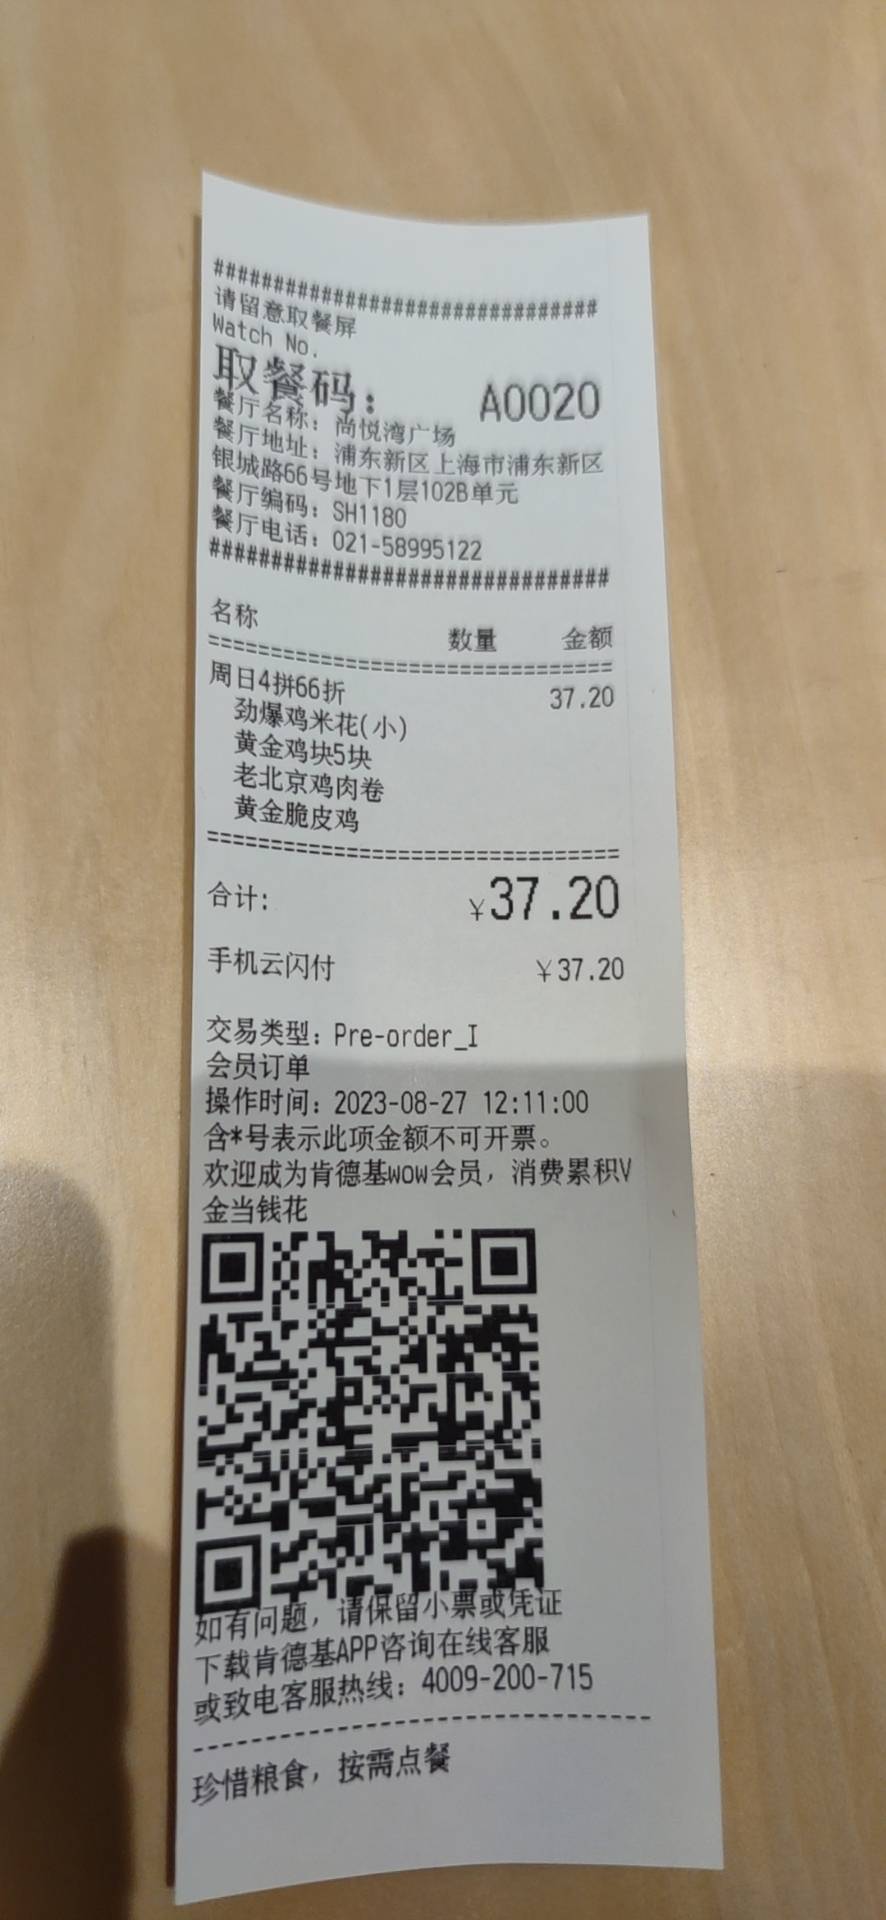 ################################
请留意取餐屏
Watch No.
取餐码： A0020
餐厅名称：尚悦湾广场
餐厅地址：浦东新区上海市浦东新区
银城路66号地下1层102B单元
餐厅编码：SH1180
餐厅电话：021-58995122
################################
名称 数量 金额
================================
周日4拼66折 37.20
劲爆鸡米花(小)
黄金鸡块5块
老北京鸡肉卷
黄金脆皮鸡
================================
合计: ¥37.20
手机云闪付 ¥37.20
交易类型：Pre-order_I
会员订单
操作时间：2023-08-27 12:11:00
含*号表示此项金额不可开票。
欢迎成为肯德基wow会员，消费累积V
金当钱花
如有问题，请保留小票或凭证
下载肯德基APP咨询在线客服
或致电客服热线：4009-200-715
--------------------------------
珍惜粮食，按需点餐